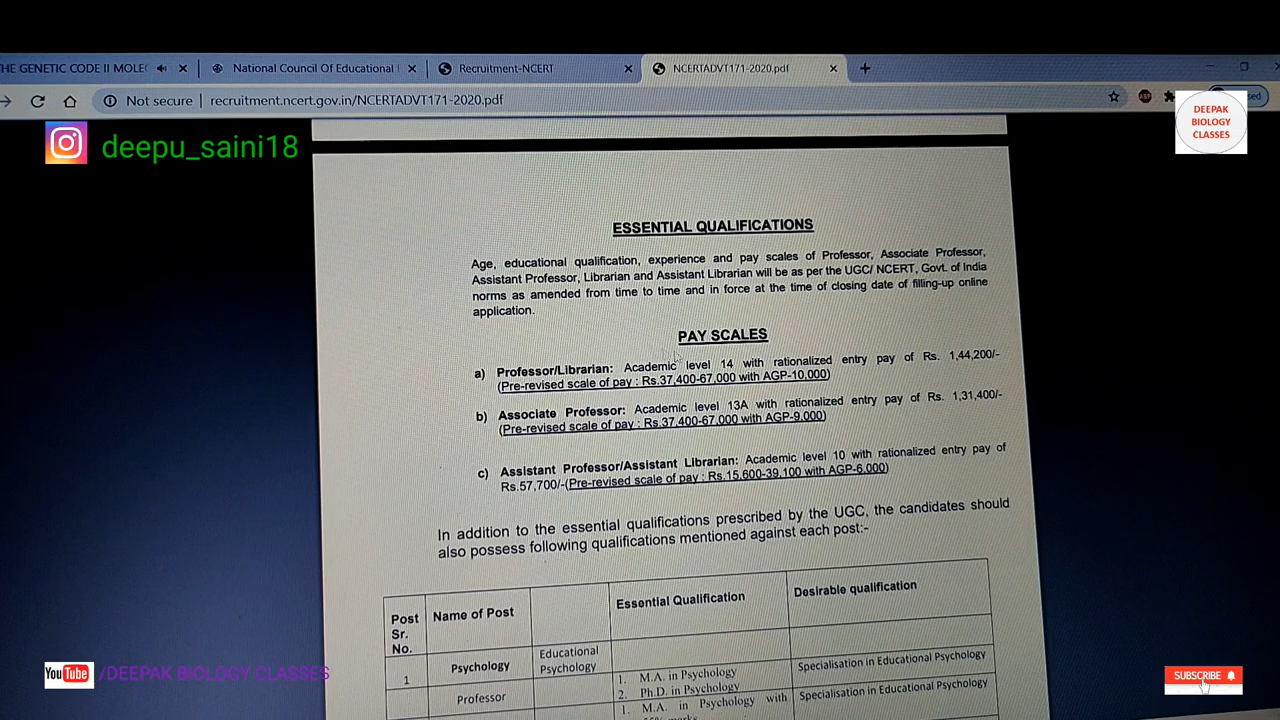 THE GENETIC CODE II MOLEC
National Council Of Educational
Recruitment-NCERT
NCERTADVT171-2020.pdf
Not secure
recruitment.ncert.gov.in/NCERTADVT171-2020.pdf
ABP
deepu_saini18
DEEPAK
BIOLOGY
CLASSES
ESSENTIAL QUALIFICATIONS
Age, educational qualification, experience and pay scales of Professor, Associate Professor,
Assistant Professor, Librarian and Assistant Librarian will be as per the UGC/ NCERT, Govt. of India
norms as amended from time to time and in force at the time of closing date of filling-up online
application.
PAY SCALES
a) Professor/Librarian: Academic level 14 with rationalized entry pay of Rs. 1,44,200/-
(Pre-revised scale of pay : Rs.37,400-67,000 with AGP-10,000)
b) Associate Professor: Academic level 13A with rationalized entry pay of Rs. 1,31,400/-
(Pre-revised scale of pay : Rs.37,400-67,000 with AGP-9,000)
c) Assistant Professor/Assistant Librarian: Academic level 10 with rationalized entry pay of
Rs.57,700/-(Pre-revised scale of pay : Rs.15,600-39,100 with AGP-6,000)
In addition to the essential qualifications prescribed by the UGC, the candidates should
also possess following qualifications mentioned against each post:-
Post
Sr.
No.
Name of Post
Essential Qualification
Desirable qualification
1
Psychology
Educational
Psychology
Professor
1. M.A. in Psychology
2. Ph.D. in Psychology
Specialisation in Educational Psychology
1. M.A. in Psychology with
Specialisation in Educational Psychology
YouTube
/DEEPAK BIOLOGY CLASSES
SUBSCRIBE